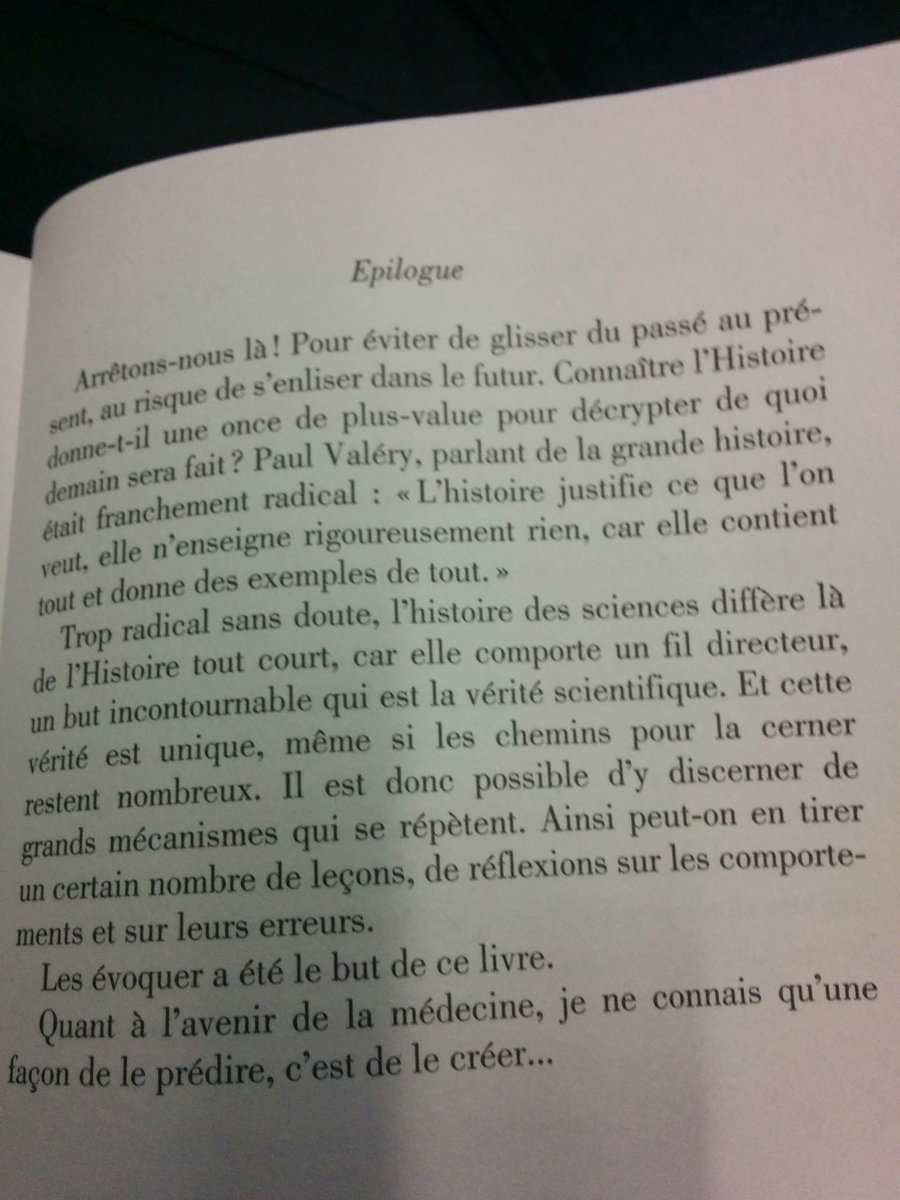 Epilogue
Arrêtons-nous là ! Pour éviter de glisser du passé au pré-
sent, au risque de s'enliser dans le futur. Connaître l'Histoire
donne-t-il une once de plus-value pour décrypter de quoi
demain sera fait ? Paul Valéry, parlant de la grande histoire,
était franchement radical : « L'histoire justifie ce que l'on
veut, elle n'enseigne rigoureusement rien, car elle contient
tout et donne des exemples de tout. »
Trop radical sans doute, l'histoire des sciences diffère là
de l'Histoire tout court, car elle comporte un fil directeur,
un but incontournable qui est la vérité scientifique. Et cette
vérité est unique, même si les chemins pour la cerner
restent nombreux. Il est donc possible d'y discerner de
grands mécanismes qui se répètent. Ainsi peut-on en tirer
un certain nombre de leçons, de réflexions sur les comporte-
ments et sur leurs erreurs.
Les évoquer a été le but de ce livre.
Quant à l'avenir de la médecine, je ne connais qu'une
façon de le prédire, c'est de le créer...